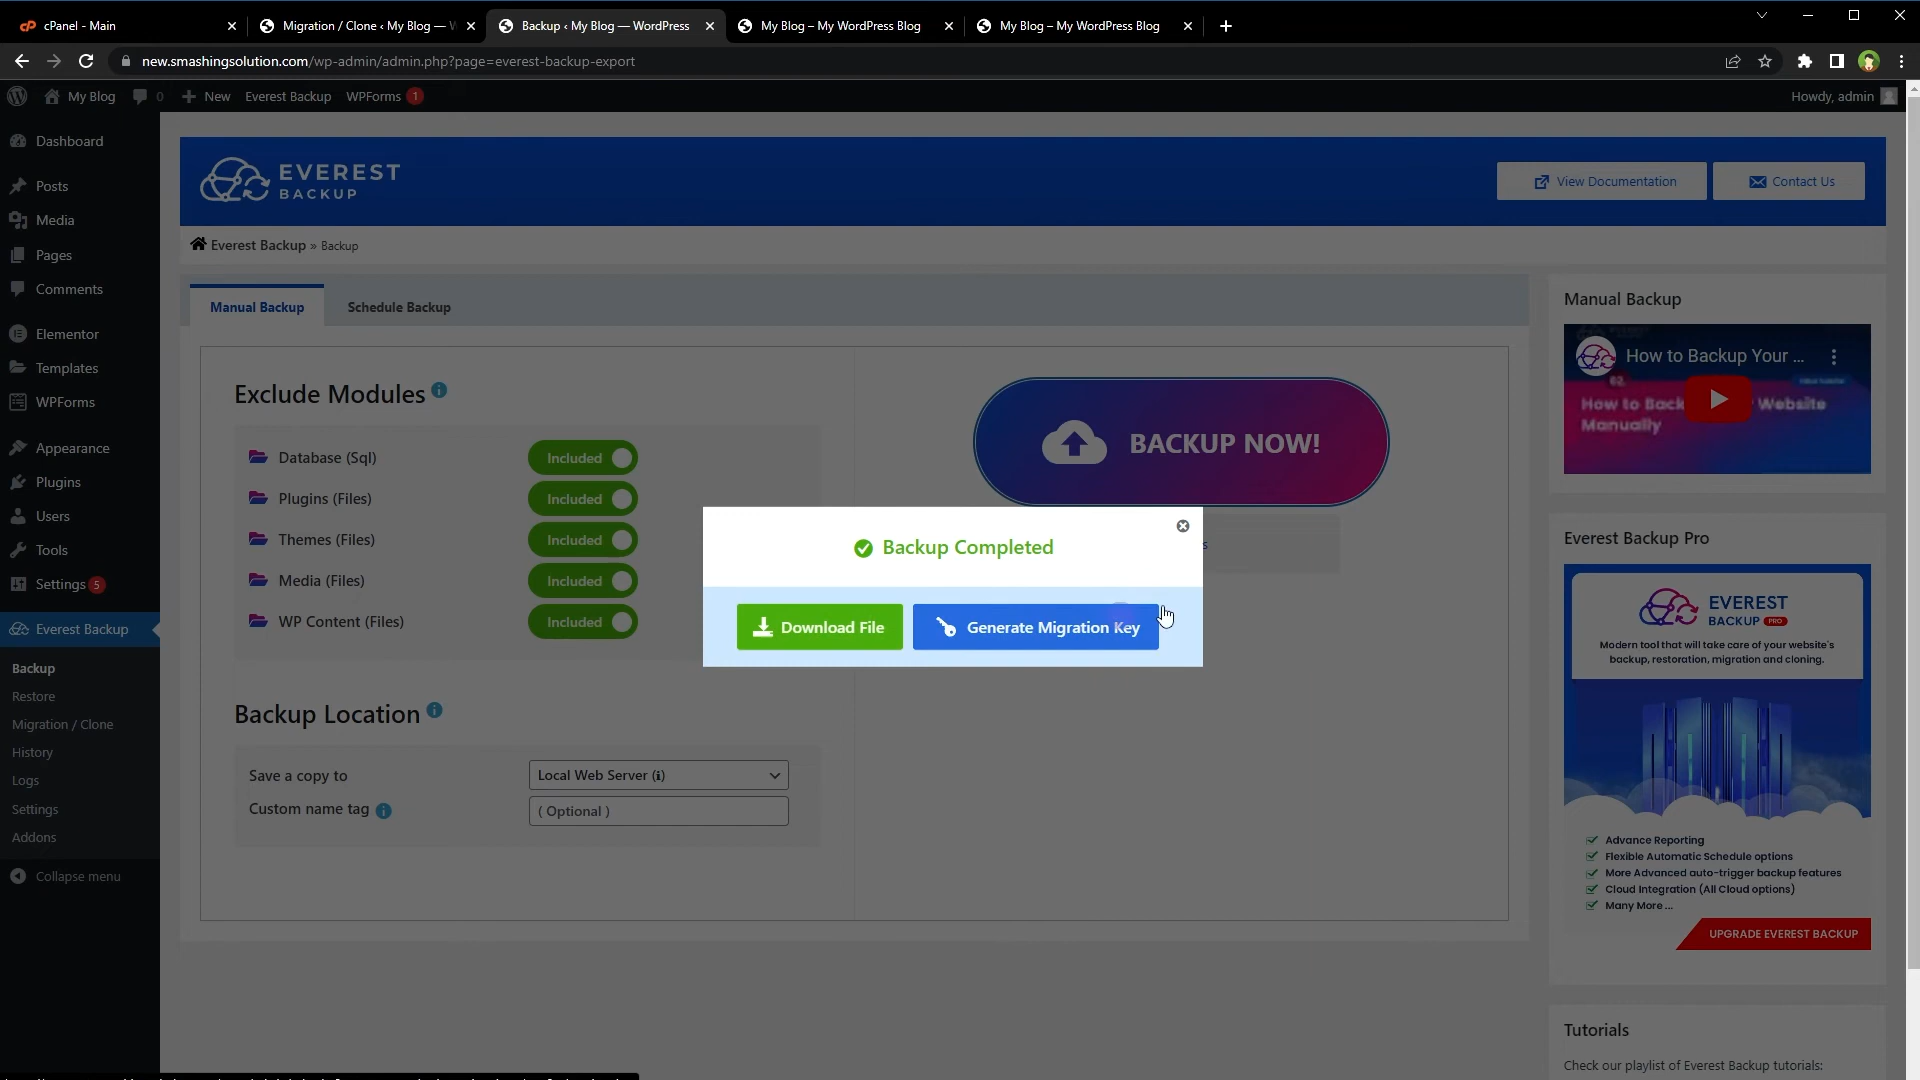 cPanel - Main
Migration / Clone ‹ My Blog —
Backup ‹ My Blog — WordPress
My Blog – My WordPress Blog
My Blog – My WordPress Blog
new.smashingsolution.com/wp-admin/admin.php?page=everest-backup-export
My Blog
0
New
Everest Backup
WPForms 1
Howdy, admin
Dashboard
Posts
Media
Pages
Comments
Elementor
Templates
WPForms
Appearance
Plugins
Users
Tools
Settings 5
Everest Backup
Backup
Restore
Migration / Clone
History
Logs
Settings
Addons
Collapse menu
EVEREST
BACKUP
View Documentation
Contact Us
Everest Backup » Backup
Manual Backup
Schedule Backup
Exclude Modules
Database (Sql) Included
Plugins (Files) Included
Themes (Files) Included
Media (Files) Included
WP Content (Files) Included
BACKUP NOW!
Backup Completed
Download File
Generate Migration Key
Backup Location
Save a copy to
Local Web Server (i)
Custom name tag
( Optional )
Manual Backup
EVEREST
How to Backup Your ...
02.
How to Back Website
Manually
Everest Backup Pro
EVEREST
BACKUP PRO
Modern tool that will take care of your website's
backup, restoration, migration and cloning.
Advance Reporting
Flexible Automatic Schedule options
More Advanced auto-trigger backup features
Cloud Integration (All Cloud options)
Many More ...
UPGRADE EVEREST BACKUP
Tutorials
Check our playlist of Everest Backup tutorials: